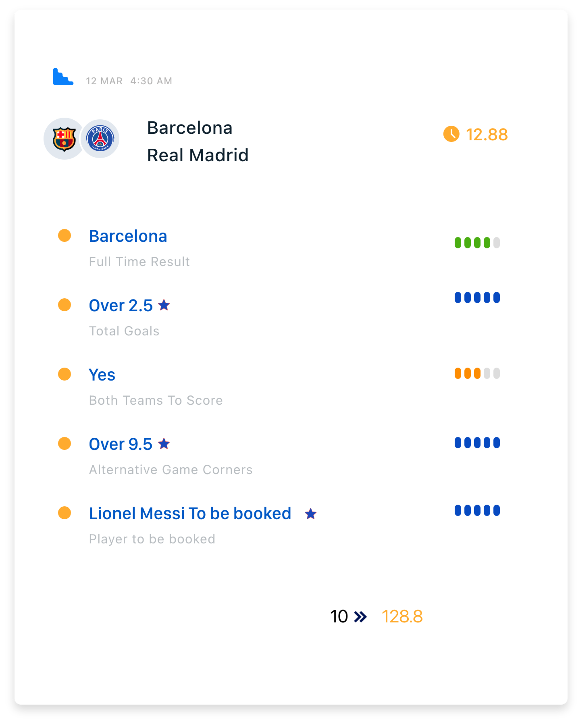 12 MAR 4:30 AM
Barcelona
Real Madrid
12.88
Barcelona
Full Time Result
Over 2.5
Total Goals
Yes
Both Teams To Score
Over 9.5
Alternative Game Corners
Lionel Messi To be booked
Player to be booked
10 128.8